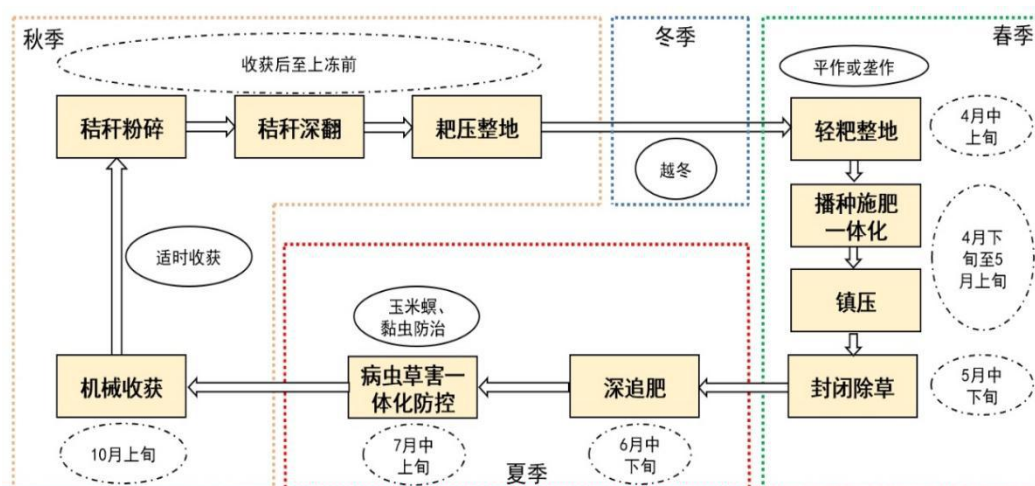 秋季
冬季
春季
收获后至上冻前
平作或垄作
秸秆粉碎
秸秆深翻
耙压整地
轻耙整地
4月中
上旬
越冬
播种施肥
一体化
4月下
旬至5
月上旬
适时收获
镇压
玉米螟、
黏虫防治
机械收获
病虫草害一
体化防控
深追肥
封闭除草
5月中
下旬
10月上旬
7月中
上旬
6月中
下旬
夏季